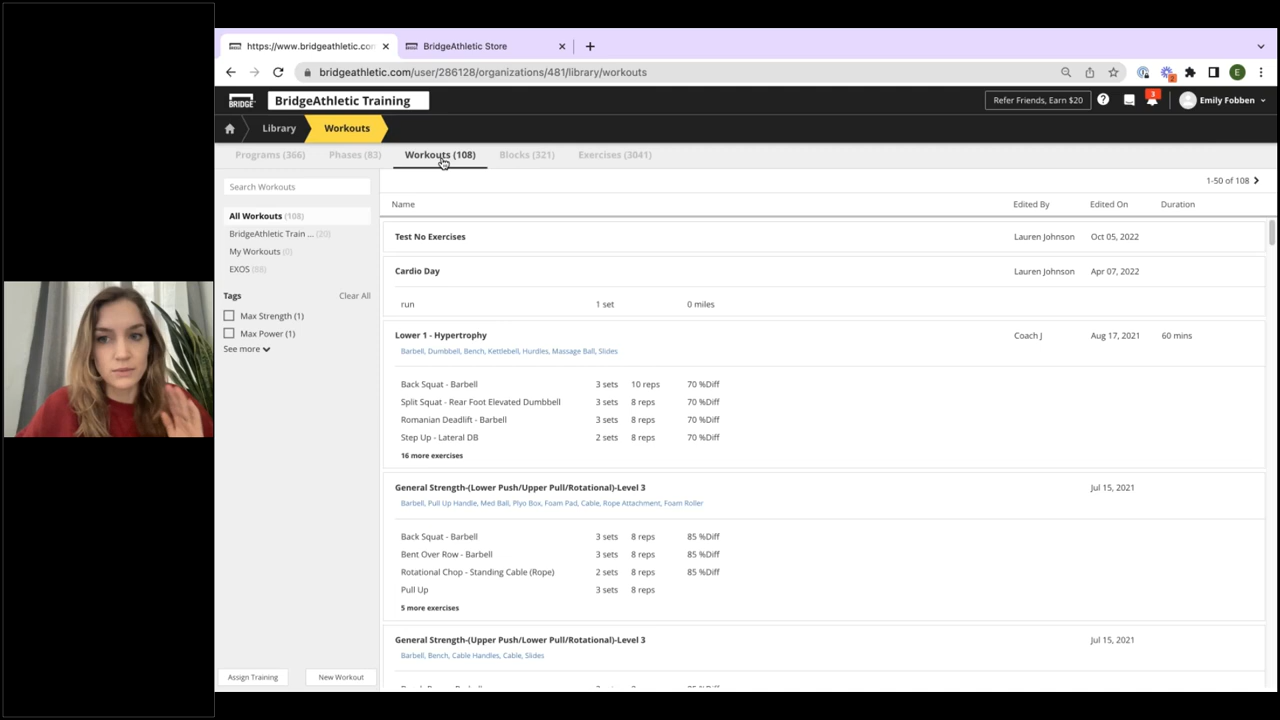 https://www.bridgeathletic.con
BridgeAthletic Store
bridgeathletic.com/user/286128/organizations/481/library/workouts
E
BRIDGE
BridgeAthletic Training
Refer Friends, Earn $20
3
Emily Fobben
Library
Workouts
Programs (366)
Phases (83)
Workouts (108)
Blocks (321)
Exercises (3041)
Search Workouts
1-50 of 108
All Workouts (108)
BridgeAthletic Train ... (20)
My Workouts (0)
EXOS (88)
Tags
Clear All
Max Strength (1)
Max Power (1)
See more
Assign Training
New Workout
Name Edited By Edited On Duration
Test No Exercises Lauren Johnson Oct 05, 2022
Cardio Day Lauren Johnson Apr 07, 2022
run 1 set 0 miles
Lower 1 - Hypertrophy Coach J Aug 17, 2021 60 mins
Barbell, Dumbbell, Bench, Kettlebell, Hurdles, Massage Ball, Slides
Back Squat - Barbell 3 sets 10 reps 70 %Diff
Split Squat - Rear Foot Elevated Dumbbell 3 sets 8 reps 70 %Diff
Romanian Deadlift - Barbell 3 sets 8 reps 70 %Diff
Step Up - Lateral DB 2 sets 8 reps 70 %Diff
16 more exercises
General Strength-(Lower Push/Upper Pull/Rotational)-Level 3 Jul 15, 2021
Barbell, Pull Up Handle, Med Ball, Plyo Box, Foam Pad, Cable, Rope Attachment, Foam Roller
Back Squat - Barbell 3 sets 8 reps 85 %Diff
Bent Over Row - Barbell 3 sets 8 reps 85 %Diff
Rotational Chop - Standing Cable (Rope) 2 sets 8 reps 85 %Diff
Pull Up 3 sets 8 reps
5 more exercises
General Strength-(Upper Push/Lower Pull/Rotational)-Level 3 Jul 15, 2021
Barbell, Bench, Cable Handles, Cable, Slides